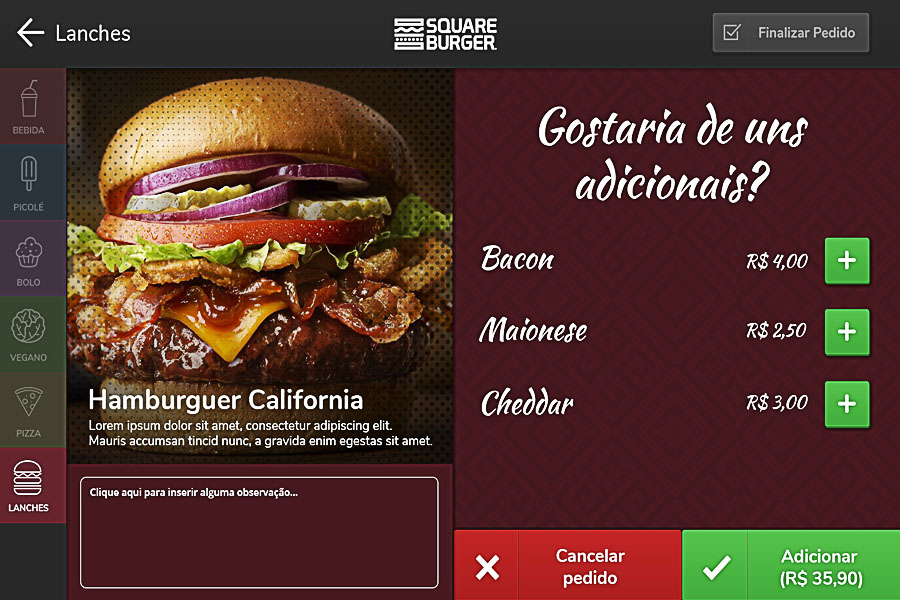 Lanches
SQUARE
BURGER
Finalizar Pedido
BEBIDA
PICOLÉ
BOLO
VEGANO
PIZZA
LANCHES
Hamburguer California
Lorem ipsum dolor sit amet, consectetur adipiscing elit.
Mauris accumsan tincid nunc, a gravida enim egestas sit amet.
Clique aqui para inserir alguma observação...
Gostaria de uns
adicionais?
Bacon R$ 4,00 +
Maionese R$ 2,50 +
Cheddar R$ 3,00 +
Cancelar
pedido
Adicionar
(R$ 35,90)